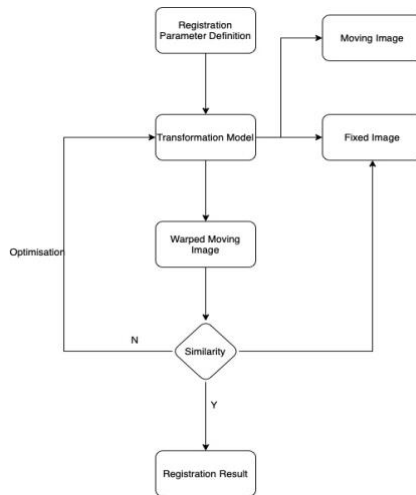 Registration
Parameter Definition
Moving Image
Transformation Model
Fixed Image
Warped Moving
Image
Optimisation
N
Similarity
Y
Registration Result